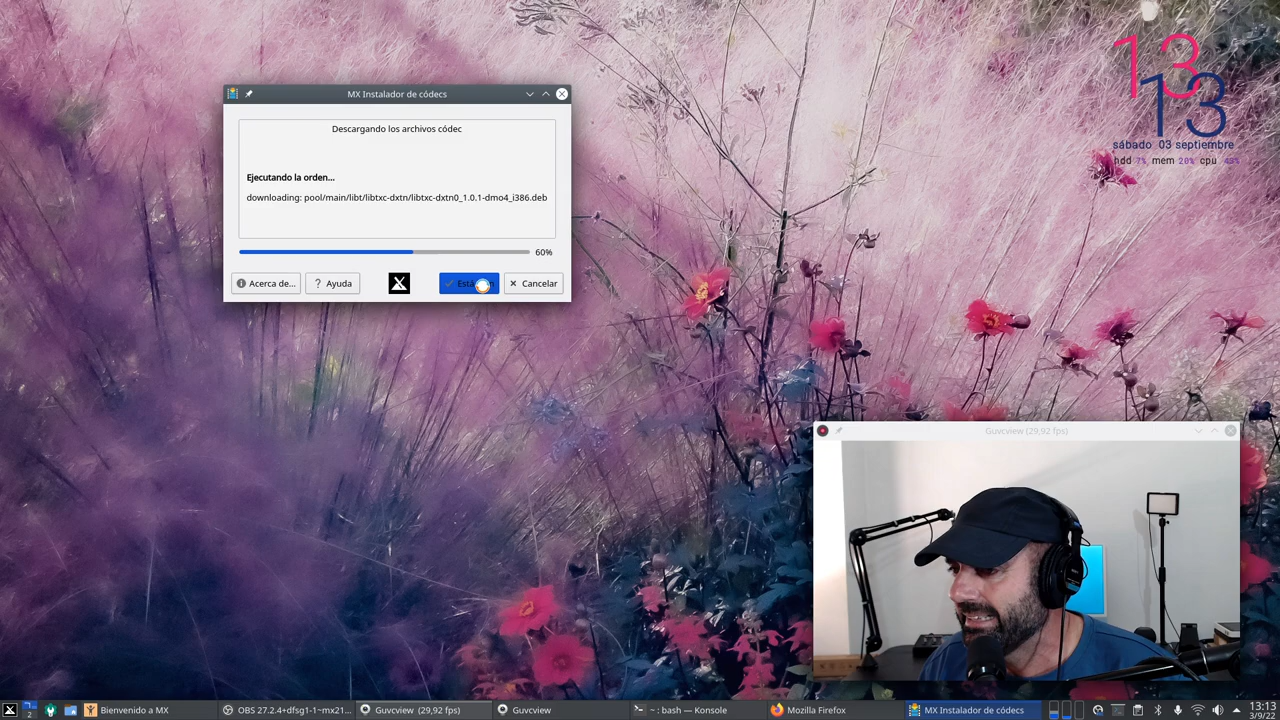 13
13
sábado 03 septiembre
hdd 7% mem 20% cpu
MX Instalador de códecs
Descargando los archivos códec
Ejecutando la orden...
downloading: pool/main/libt/libtxc-dxtn/libtxc-dxtn0_1.0.1-dmo4_i386.deb
60%
Acerca de...
Ayuda
Cancelar
Guvcview (29,92 fps)
2
Bienvenido a MX
OBS 27.2.4+dfsg1-1~mx21...
Guvcview (29,92 fps)
Guvcview
~ : bash — Konsole
Mozilla Firefox
MX Instalador de códecs
13:13
3/9/22